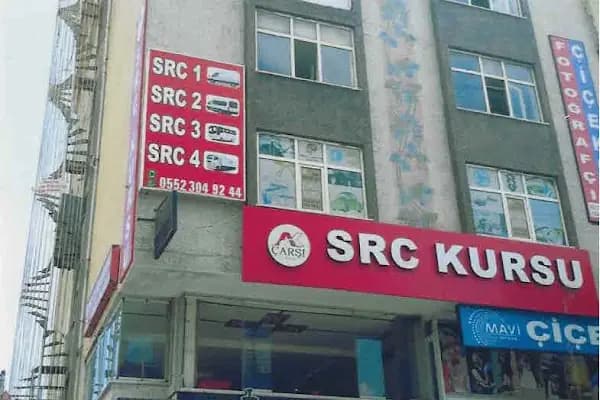 SRC 1
SRC 2
SRC 3
SRC 4
0552 304 92 44
ÇARŞI
SRC KURSU
FOTOĞRAFÇI
ÇİÇEK
MAVİ
ÇİÇE